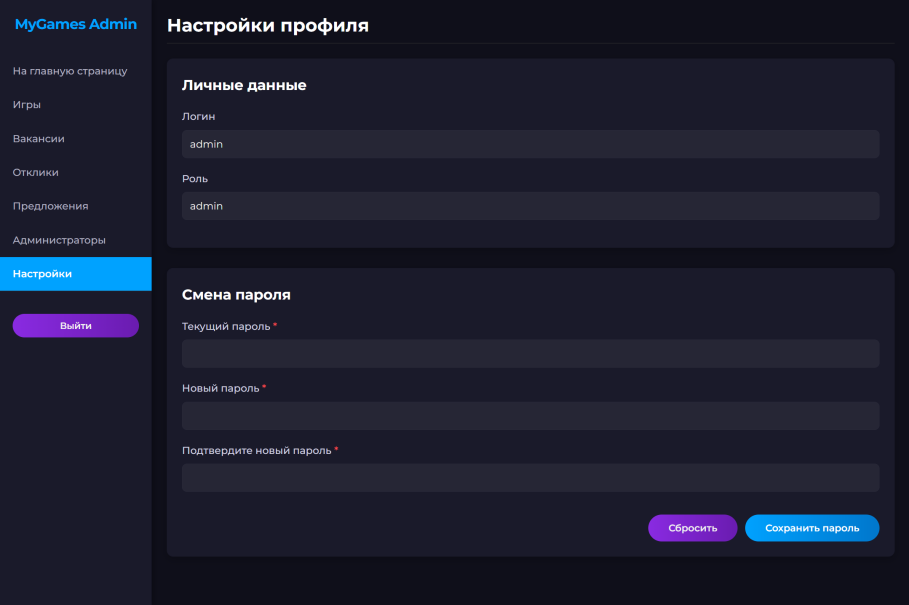 MyGames Admin
На главную страницу
Игры
Вакансии
Отклики
Предложения
Администраторы
Настройки
Выйти
Настройки профиля
Личные данные
Логин
admin
Роль
admin
Смена пароля
Текущий пароль *
Новый пароль *
Подтвердите новый пароль *
Сбросить
Сохранить пароль